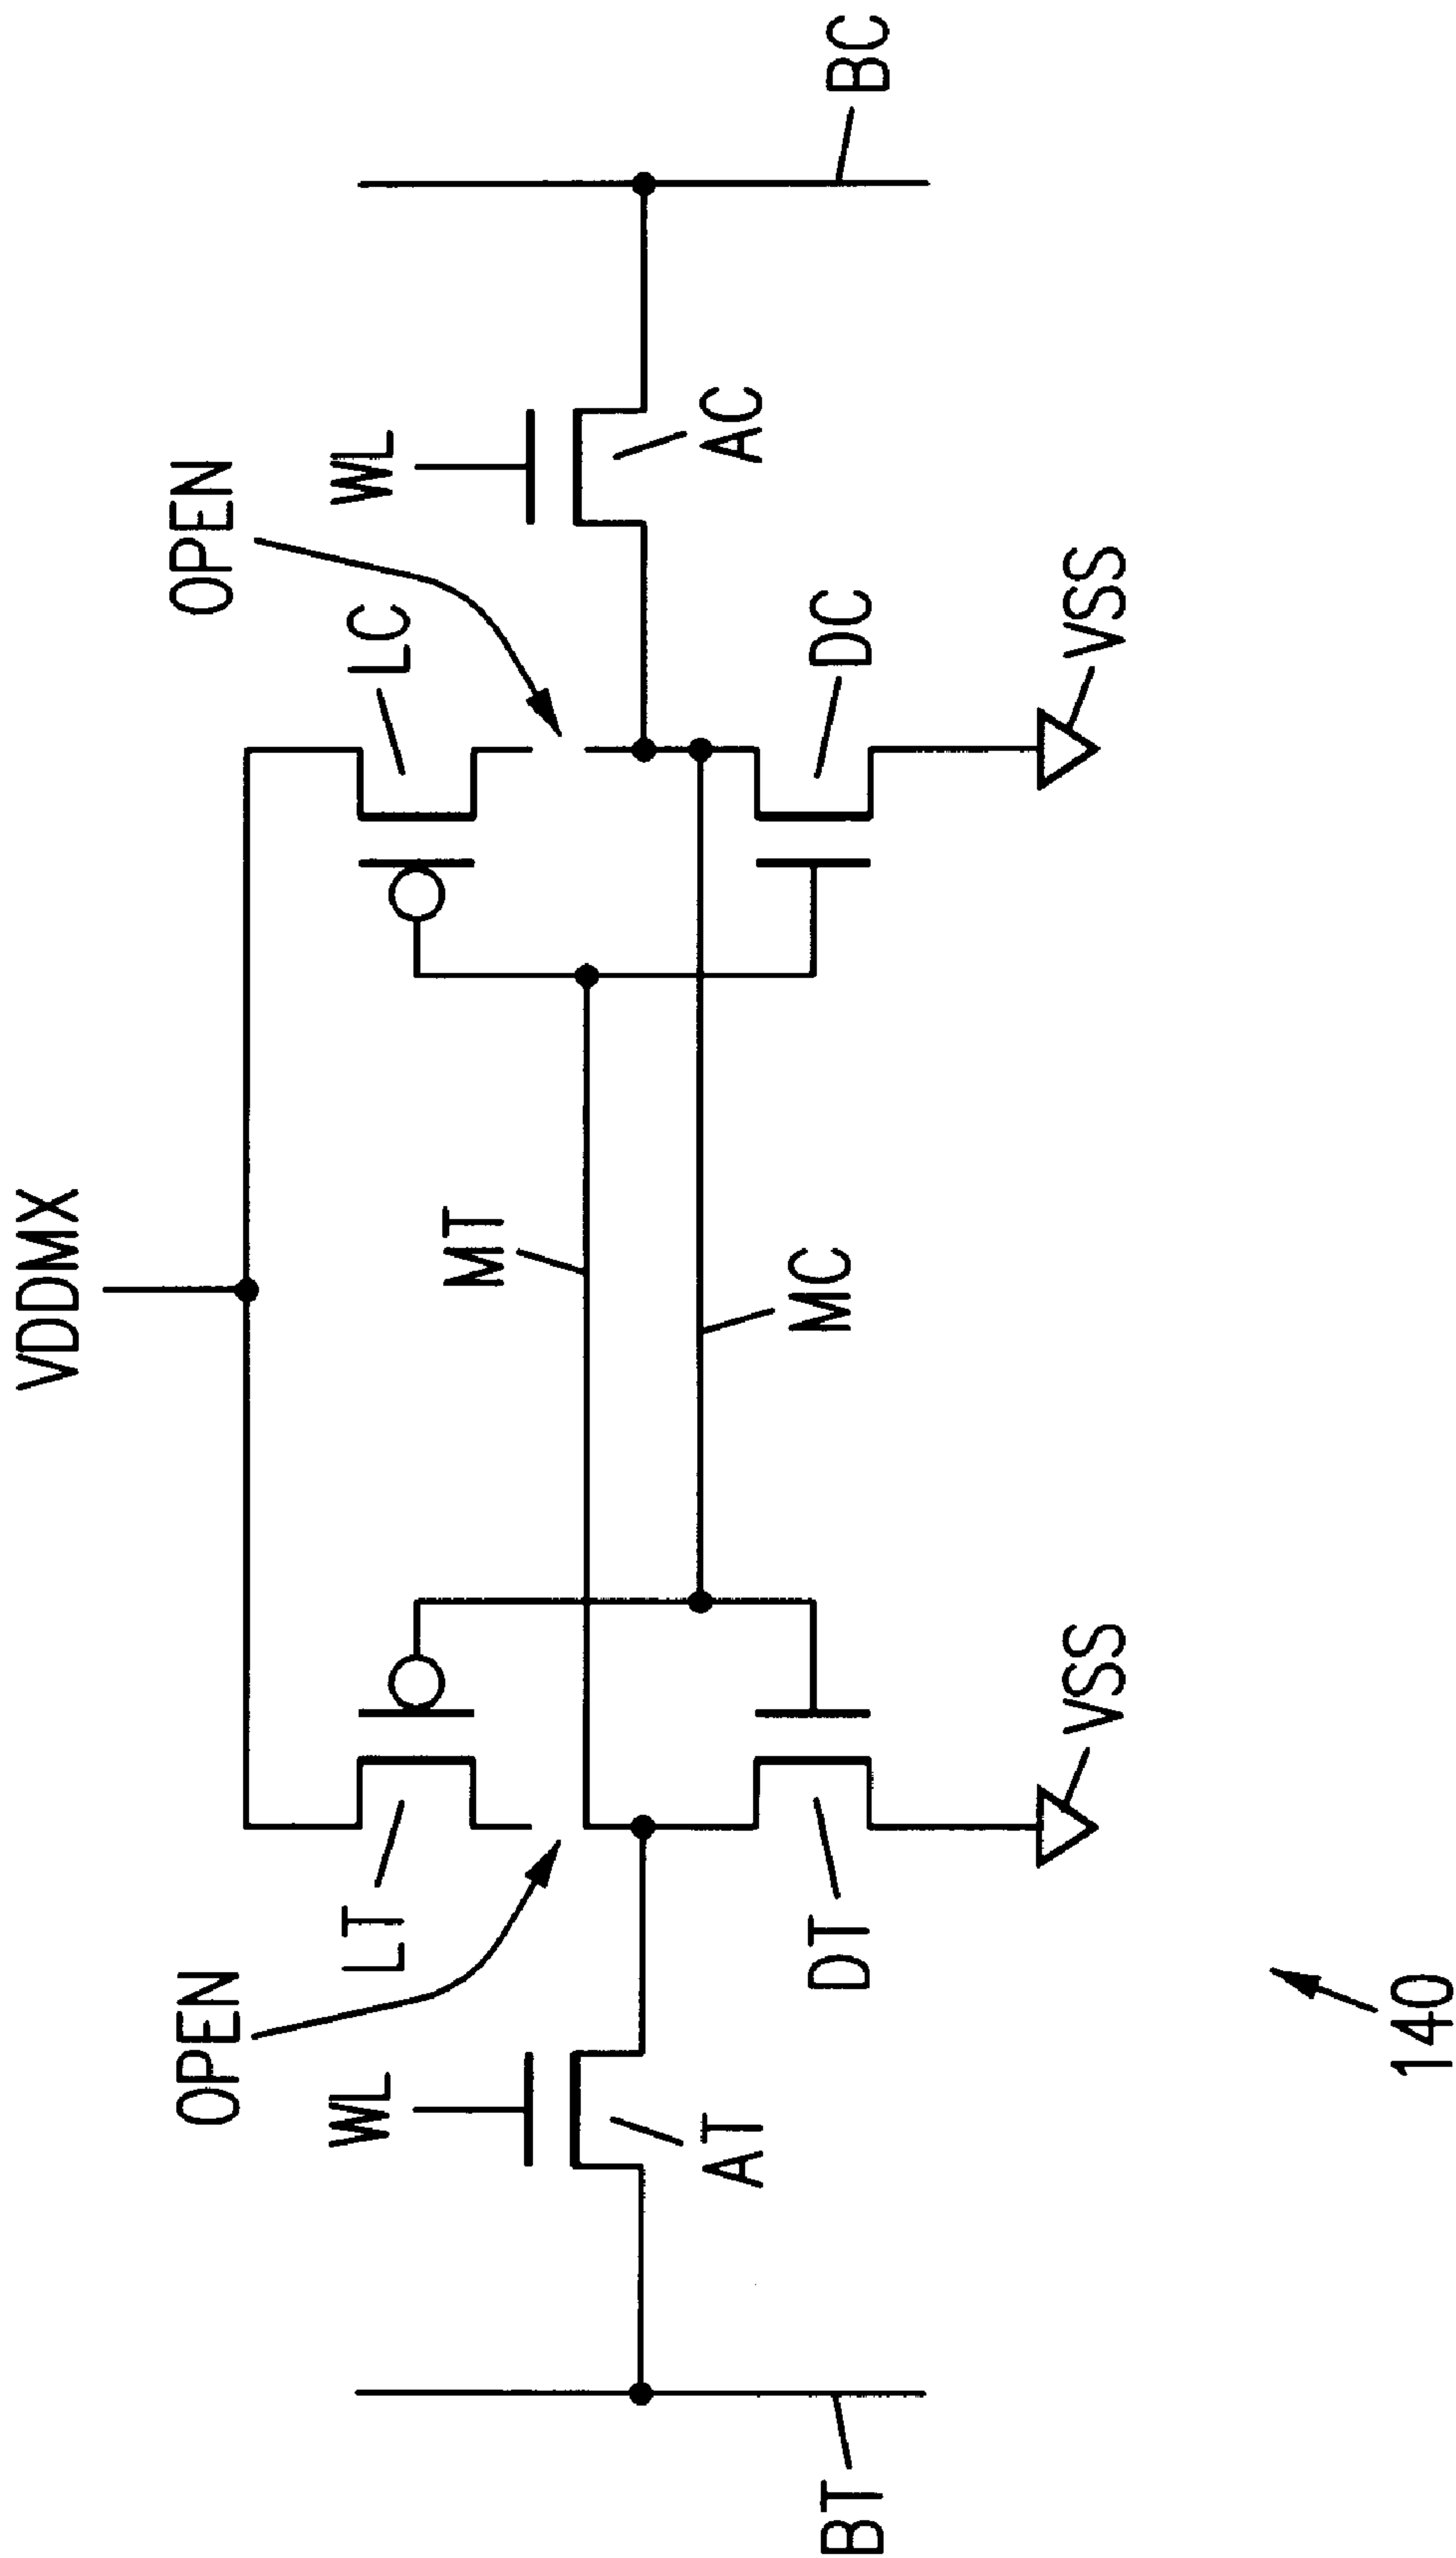 VDDMX
OPEN
OPEN
WL
LT
LC
WL
MT
AT
AC
MC
BT
DT
DC
BC
VSS
VSS
140